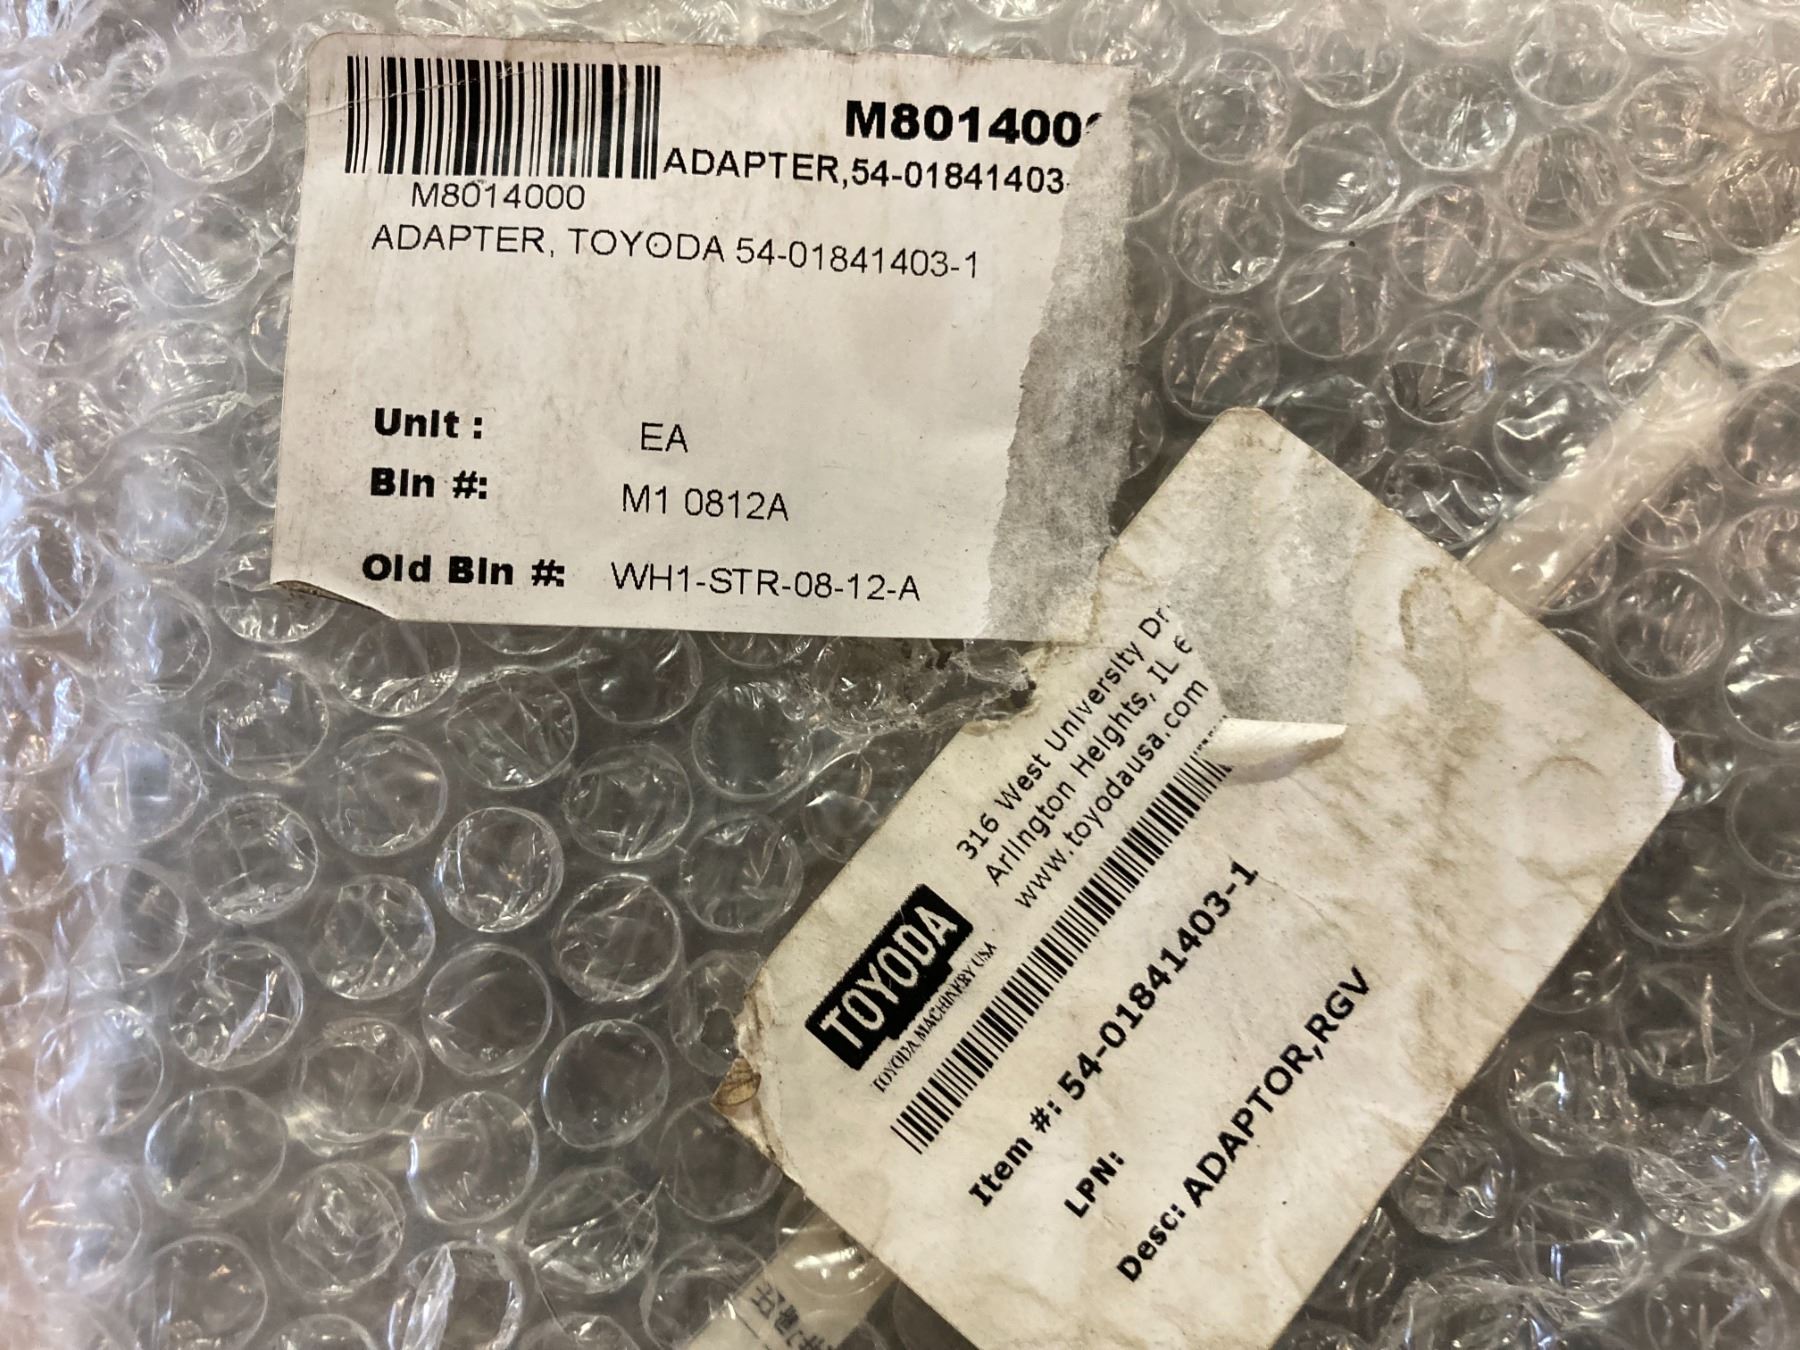 M8014000
ADAPTER,54-01841403
M8014000
ADAPTER, TOYODA 54-01841403-1
Unit : EA
Bin #: M1 0812A
Old Bin #: WH1-STR-08-12-A
316 West University Dr
Arlington Heights, IL
www.toyodausa.com
TOYODA
TOYODA MACHINERY USA
Item #: 54-01841403-1
LPN:
Desc: ADAPTOR,RGV